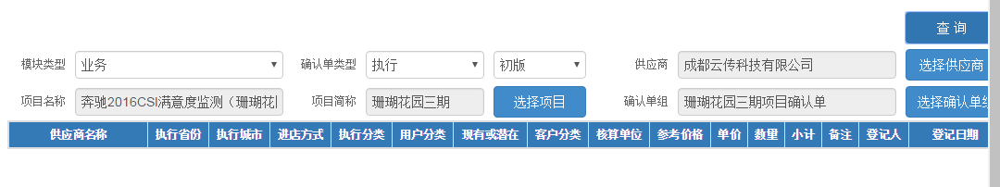 查 询
模块类型 业务 确认单类型 执行 初版 供应商 成都云传科技有限公司 选择供应商
项目名称 奔驰2016CSI满意度监测（珊瑚花 项目简称 珊瑚花园三期 选择项目 确认单组 珊瑚花园三期项目确认单 选择确认单组
供应商名称 执行省份 执行城市 进店方式 执行分类 用户分类 现有或潜在 客户分类 核算单位 参考价格 单价 数量 小计 备注 登记人 登记日期